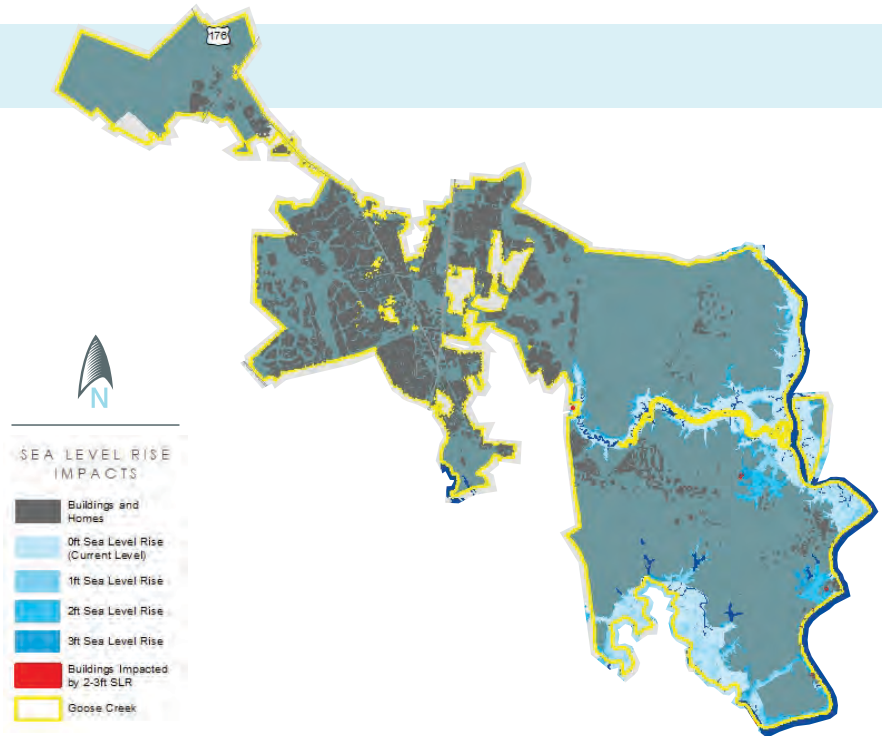 176
N
SEA LEVEL RISE
IMPACTS
Buildings and
Homes
0ft Sea Level Rise
(Current Level)
1ft Sea Level Rise
2ft Sea Level Rise
3ft Sea Level Rise
Buildings Impacted
by 2-3ft SLR
Goose Creek